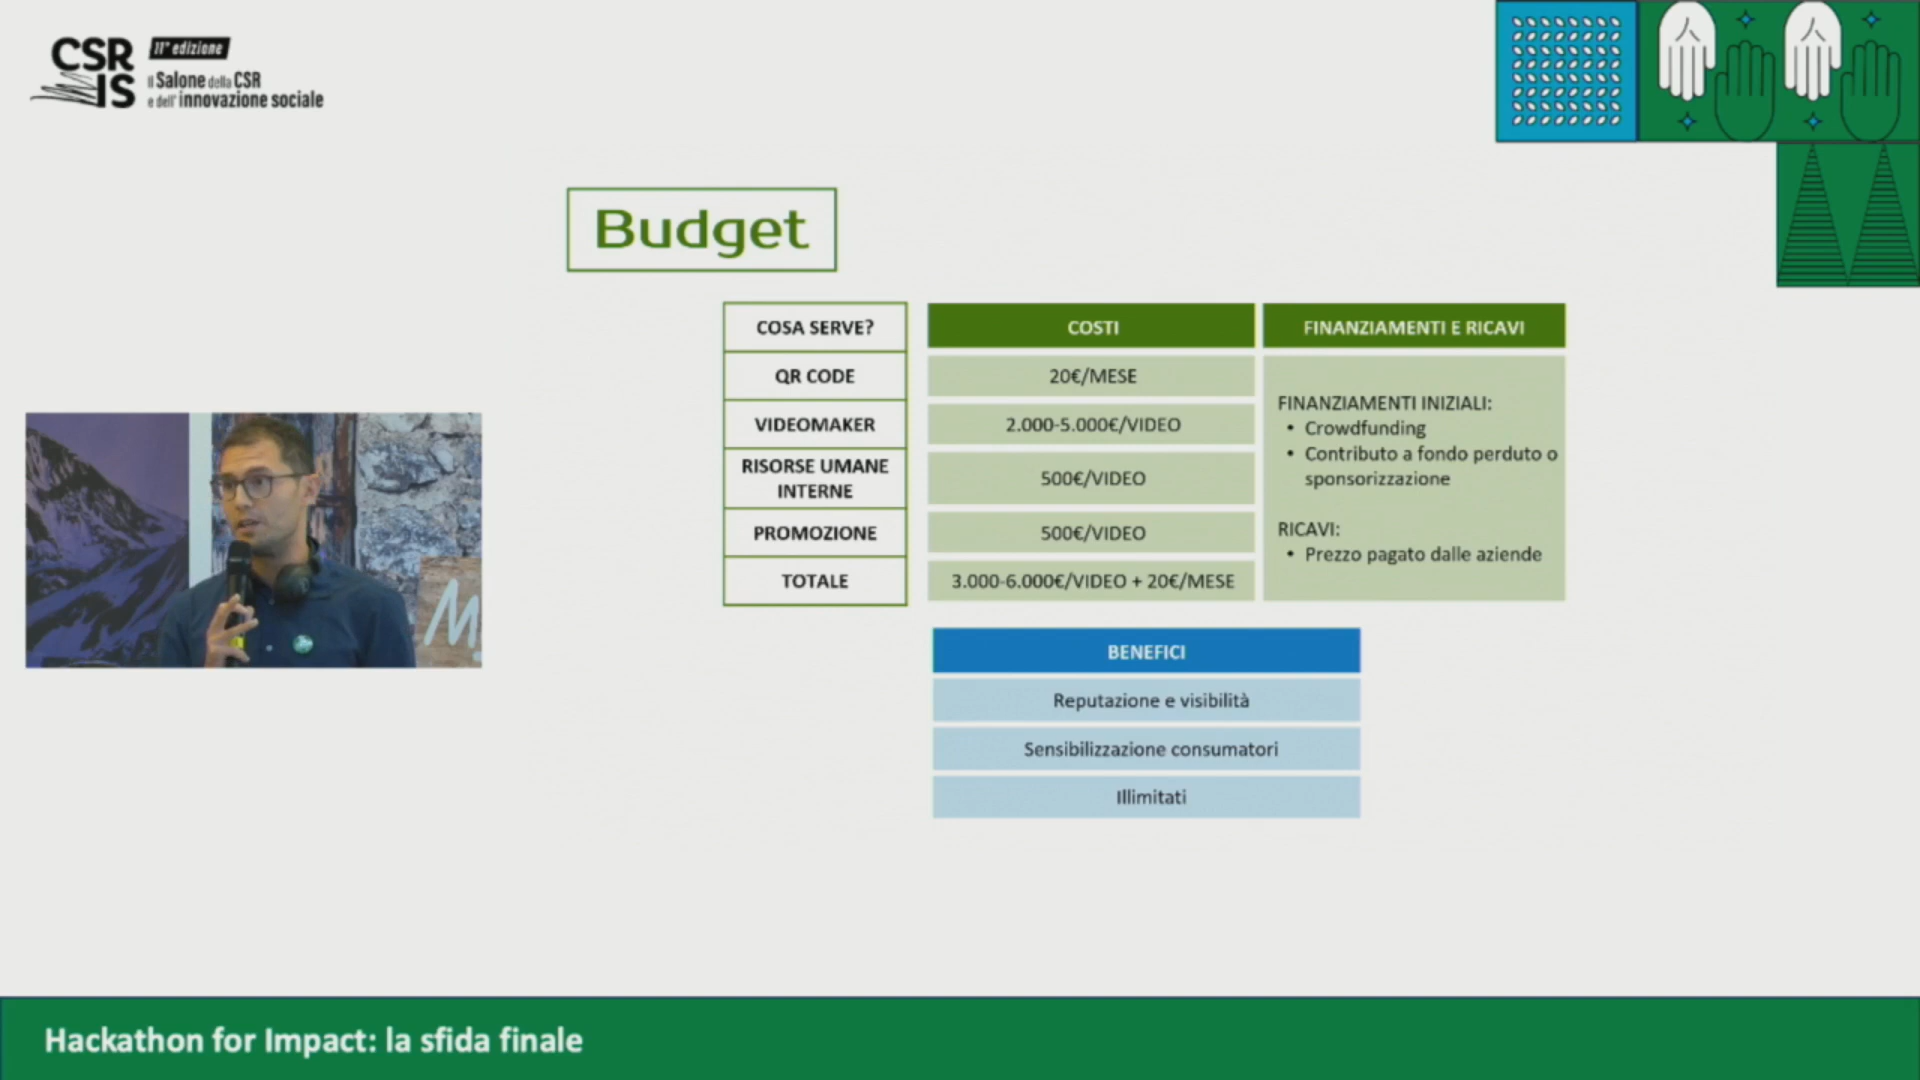 CSR
IS
11ª edizione
il Salone della CSR
e dell'innovazione sociale
Budget
COSA SERVE?
COSTI
FINANZIAMENTI E RICAVI
QR CODE
20€/MESE
VIDEOMAKER
2.000-5.000€/VIDEO
RISORSE UMANE
INTERNE
500€/VIDEO
PROMOZIONE
500€/VIDEO
TOTALE
3.000-6.000€/VIDEO + 20€/MESE
FINANZIAMENTI INIZIALI:
• Crowdfunding
• Contributo a fondo perduto o
sponsorizzazione
RICAVI:
• Prezzo pagato dalle aziende
BENEFICI
Reputazione e visibilità
Sensibilizzazione consumatori
Illimitati
M
Hackathon for Impact: la sfida finale